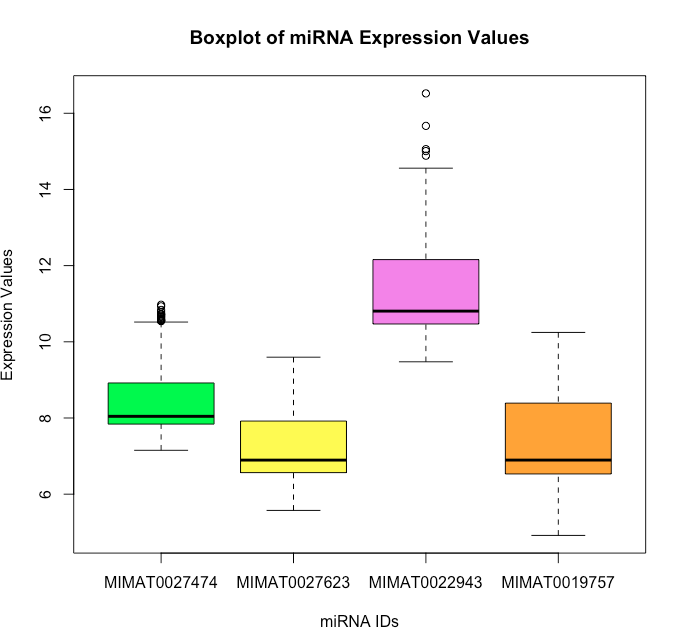 Boxplot of miRNA Expression Values
Expression Values
16
14
12
10
8
6
MIMAT0027474 MIMAT0027623 MIMAT0022943 MIMAT0019757
miRNA IDs